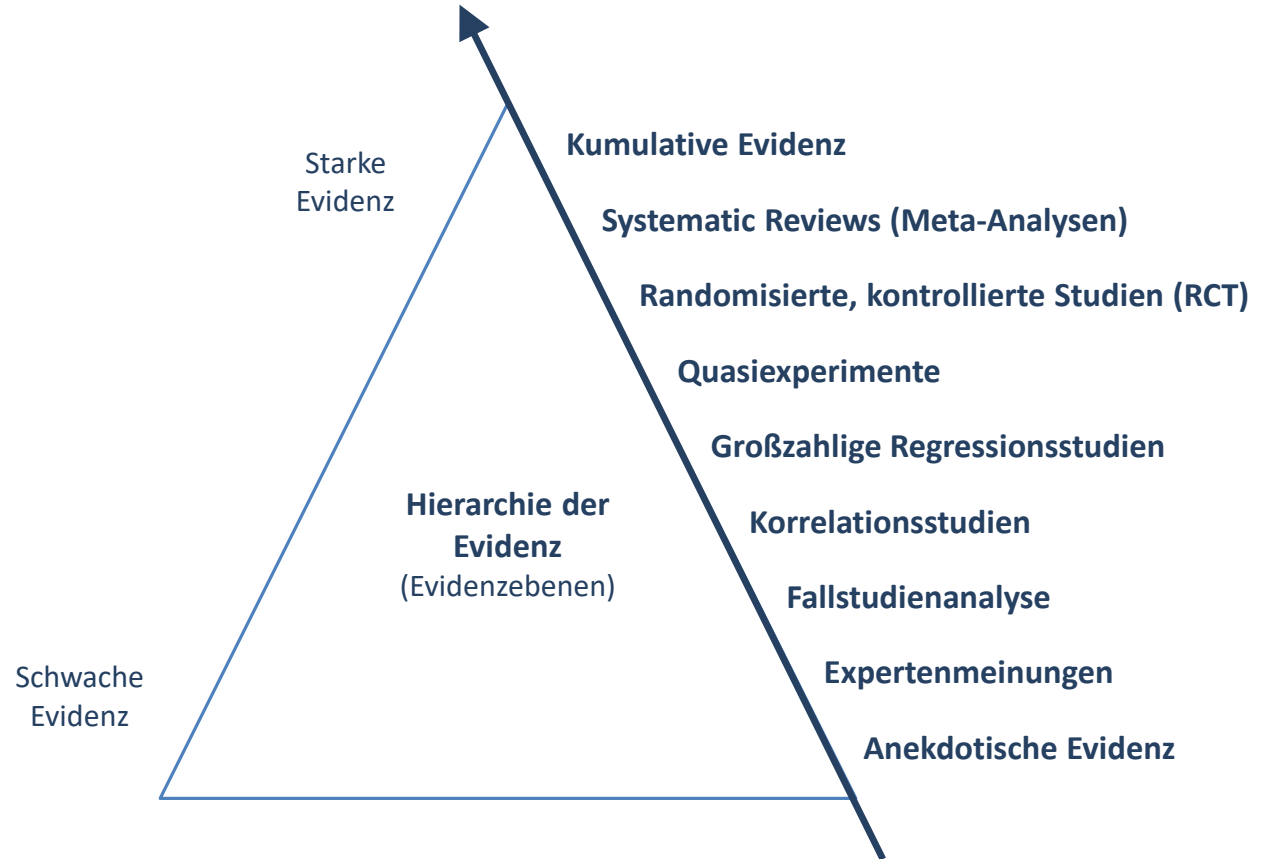 Kumulative Evidenz
Starke
Evidenz
Systematic Reviews (Meta-Analysen)
Randomisierte, kontrollierte Studien (RCT)
Quasiexperimente
Großzahlige Regressionsstudien
Hierarchie der
Evidenz
(Evidenzebenen)
Korrelationsstudien
Fallstudienanalyse
Expertenmeinungen
Schwache
Evidenz
Anekdotische Evidenz